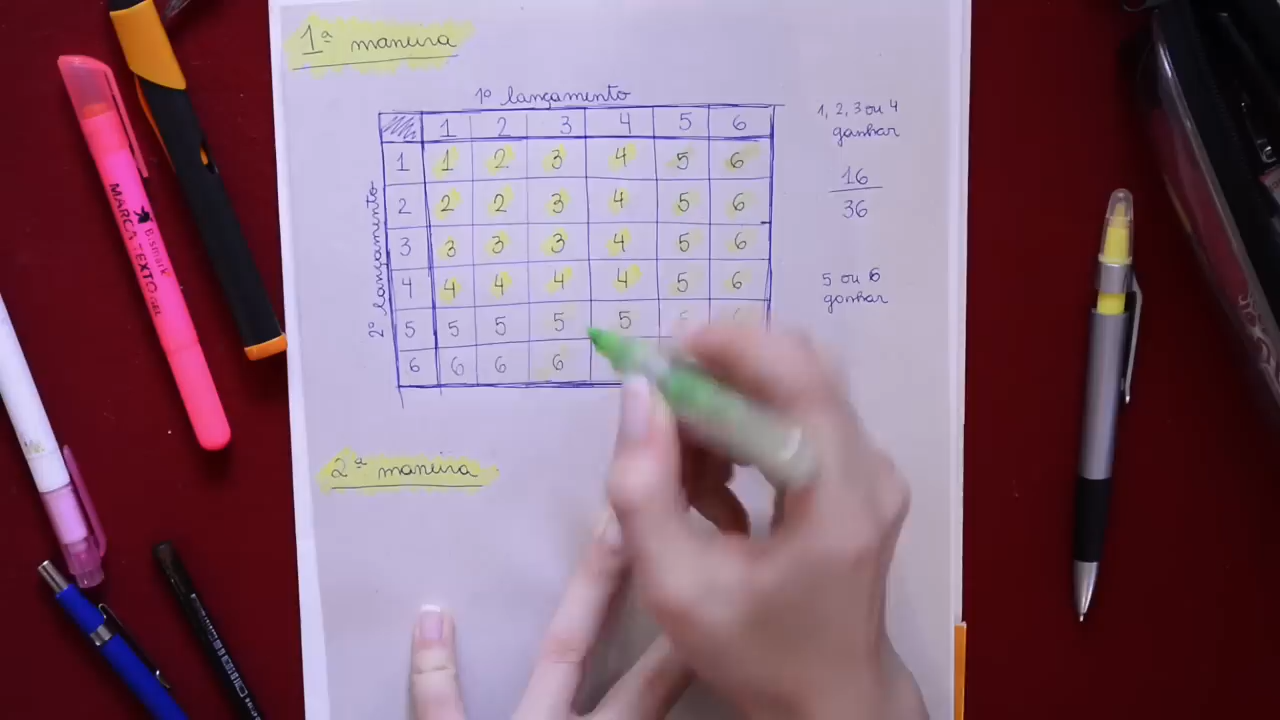 1ª maneira
1º lançamento
1 2 3 4 5 6
1 1 2 3 4 5 6
2 2 2 3 4 5 6
3 3 3 3 4 5 6
4 4 4 4 4 5 6
5 5 5 5 5
6 6 6 6
2º lançamento
1, 2, 3 ou 4
ganhar
16
36
5 ou 6
gonhar
2ª maneira
MARCA TEXTO GEL
Bismark